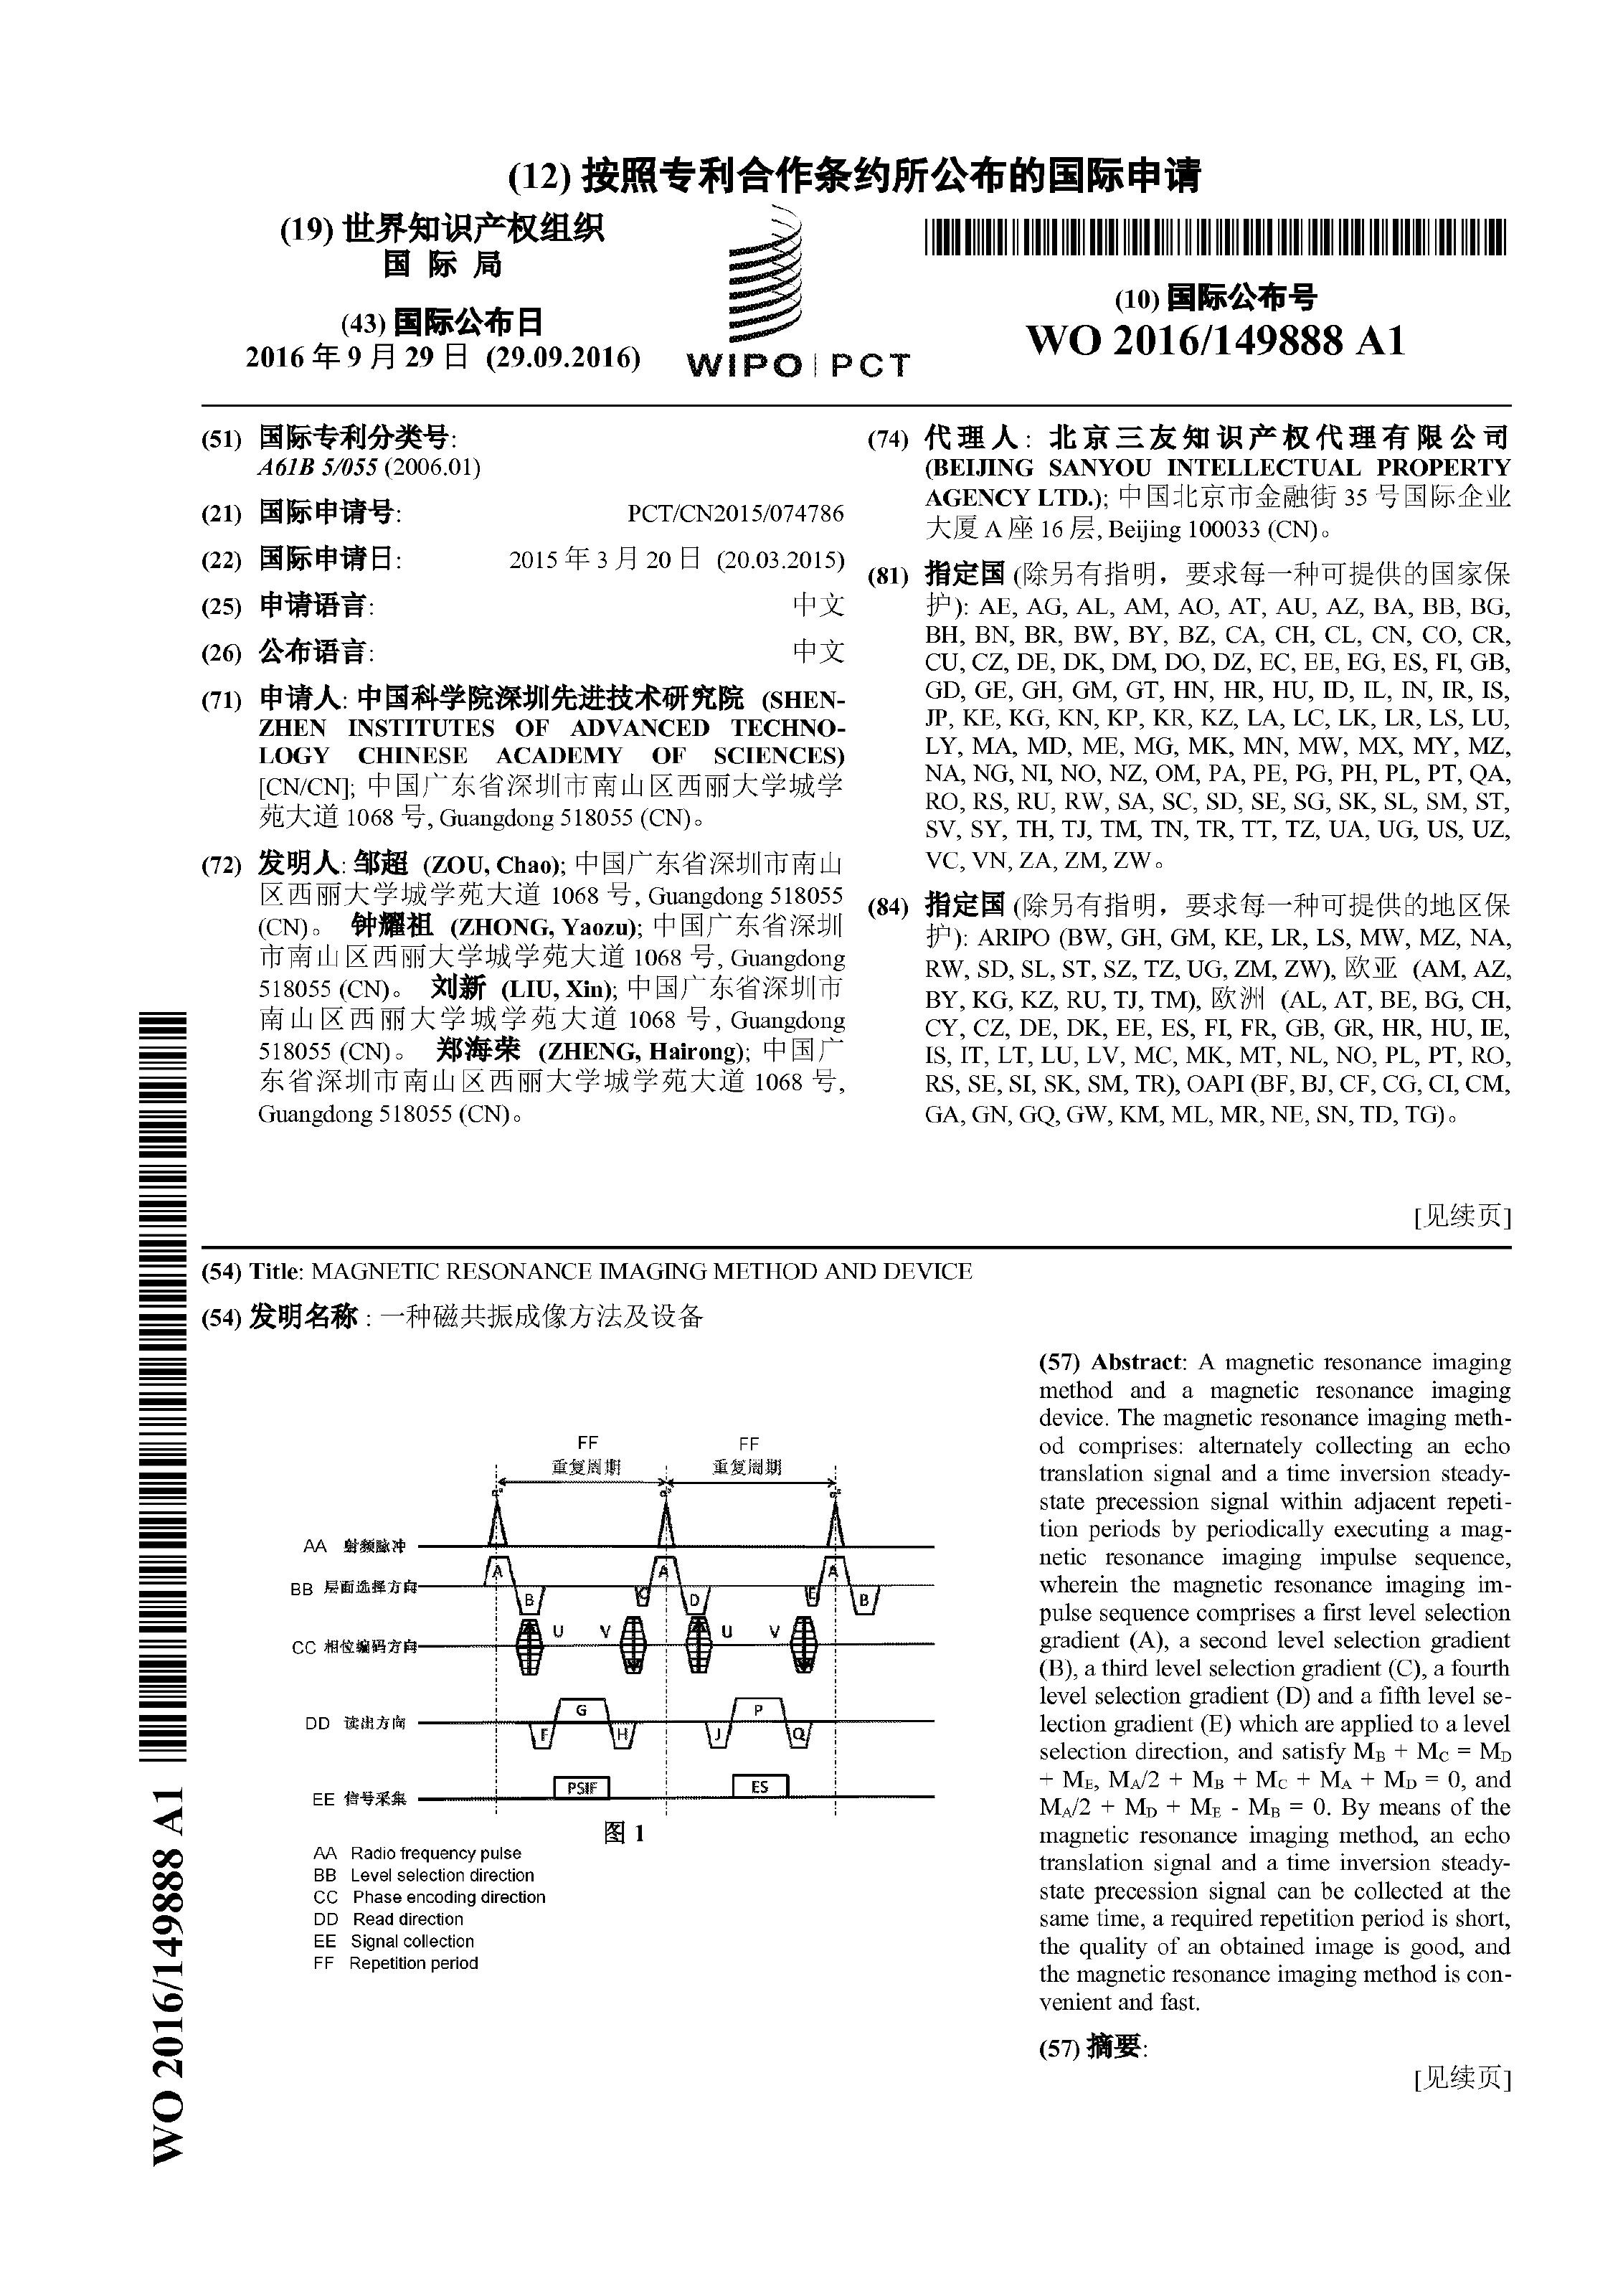 (12) 按照专利合作条约所公布的国际申请
(19) 世界知识产权组织
国 际 局
(43) 国际公布日
2016 年 9 月 29 日 (29.09.2016)
WIPO | PCT
(10) 国际公布号
WO 2016/149888 A1
(51) 国际专利分类号:
A61B 5/055 (2006.01)
(21) 国际申请号: PCT/CN2015/074786
(22) 国际申请日: 2015 年 3 月 20 日 (20.03.2015)
(25) 申请语言: 中文
(26) 公布语言: 中文
(71) 申请人: 中国科学院深圳先进技术研究院 (SHEN-
ZHEN INSTITUTES OF ADVANCED TECHNO-
LOGY CHINESE ACADEMY OF SCIENCES)
[CN/CN]; 中国广东省深圳市南山区西丽大学城学
苑大道 1068 号, Guangdong 518055 (CN)。
(72) 发明人: 邹超 (ZOU, Chao); 中国广东省深圳市南山
区西丽大学城学苑大道 1068 号, Guangdong 518055
(CN)。 钟耀祖 (ZHONG, Yaozu); 中国广东省深圳
市南山区西丽大学城学苑大道 1068 号, Guangdong
518055 (CN)。 刘新 (LIU, Xin); 中国广东省深圳市
南山区西丽大学城学苑大道 1068 号, Guangdong
518055 (CN)。 郑海荣 (ZHENG, Hairong); 中国广
东省深圳市南山区西丽大学城学苑大道 1068 号,
Guangdong 518055 (CN)。
(74) 代理人: 北京三友知识产权代理有限公司
(BEIJING SANYOU INTELLECTUAL PROPERTY
AGENCY LTD.); 中国北京市金融街 35 号国际企业
大厦 A 座 16 层, Beijing 100033 (CN)。
(81) 指定国 (除另有指明，要求每一种可提供的国家保
护): AE, AG, AL, AM, AO, AT, AU, AZ, BA, BB, BG,
BH, BN, BR, BW, BY, BZ, CA, CH, CL, CN, CO, CR,
CU, CZ, DE, DK, DM, DO, DZ, EC, EE, EG, ES, FI, GB,
GD, GE, GH, GM, GT, HN, HR, HU, ID, IL, IN, IR, IS,
JP, KE, KG, KN, KP, KR, KZ, LA, LC, LK, LR, LS, LU,
LY, MA, MD, ME, MG, MK, MN, MW, MX, MY, MZ,
NA, NG, NI, NO, NZ, OM, PA, PE, PG, PH, PL, PT, QA,
RO, RS, RU, RW, SA, SC, SD, SE, SG, SK, SL, SM, ST,
SV, SY, TH, TJ, TM, TN, TR, TT, TZ, UA, UG, US, UZ,
VC, VN, ZA, ZM, ZW。
(84) 指定国 (除另有指明，要求每一种可提供的地区保
护): ARIPO (BW, GH, GM, KE, LR, LS, MW, MZ, NA,
RW, SD, SL, ST, SZ, TZ, UG, ZM, ZW), 欧亚 (AM, AZ,
BY, KG, KZ, RU, TJ, TM), 欧洲 (AL, AT, BE, BG, CH,
CY, CZ, DE, DK, EE, ES, FI, FR, GB, GR, HR, HU, IE,
IS, IT, LT, LU, LV, MC, MK, MT, NL, NO, PL, PT, RO,
RS, SE, SI, SK, SM, TR), OAPI (BF, BJ, CF, CG, CI, CM,
GA, GN, GQ, GW, KM, ML, MR, NE, SN, TD, TG)。
[见续页]
(54) Title: MAGNETIC RESONANCE IMAGING METHOD AND DEVICE
(54) 发明名称 : 一种磁共振成像方法及设备
FF FF
重复周期 重复周期
AA 射频脉冲
BB 层面选择方向 A B C A D E A B
CC 相位编码方向 U V U V
DD 读出方向 F G H J P Q
EE 信号采集 PSIF ES
图 1
AA Radio frequency pulse
BB Level selection direction
CC Phase encoding direction
DD Read direction
EE Signal collection
FF Repetition period
(57) Abstract: A magnetic resonance imaging
method and a magnetic resonance imaging
device. The magnetic resonance imaging meth-
od comprises: alternately collecting an echo
translation signal and a time inversion steady-
state precession signal within adjacent repeti-
tion periods by periodically executing a mag-
netic resonance imaging impulse sequence,
wherein the magnetic resonance imaging im-
pulse sequence comprises a first level selection
gradient (A), a second level selection gradient
(B), a third level selection gradient (C), a fourth
level selection gradient (D) and a fifth level se-
lection gradient (E) which are applied to a level
selection direction, and satisfy MB + MC = MD
+ ME, MA/2 + MB + MC + MA + MD = 0, and
MA/2 + MD + ME - MB = 0. By means of the
magnetic resonance imaging method, an echo
translation signal and a time inversion steady-
state precession signal can be collected at the
same time, a required repetition period is short,
the quality of an obtained image is good, and
the magnetic resonance imaging method is con-
venient and fast.
(57) 摘要:
[见续页]
WO 2016/149888 A1